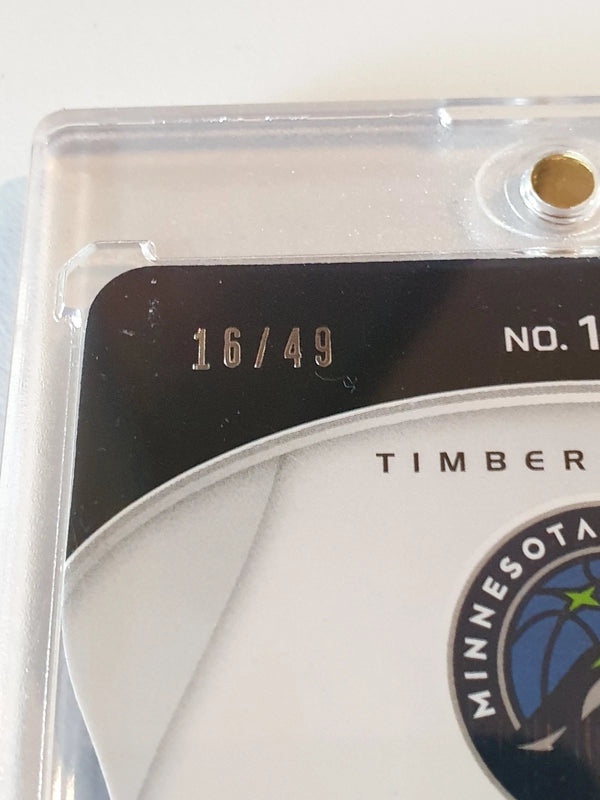 16/49
NO. 1
TIMBER
MINNESOTA